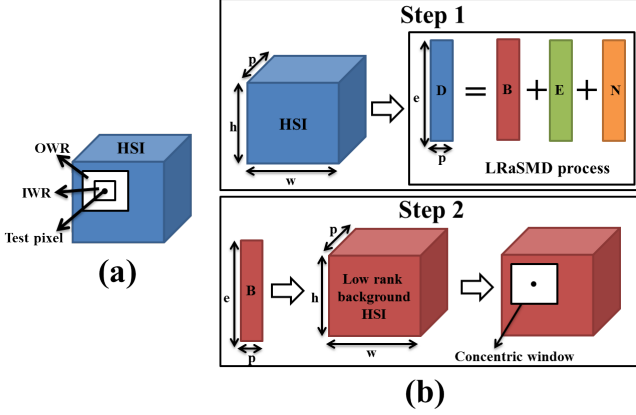 HSI
OWR
IWR
Test pixel
(a)
Step 1
p
h
HSI
w
e
D
=
B
+
E
+
N
p
LRaSMD process
Step 2
e
B
p
p
h
Low rank
background
HSI
w
Concentric window
(b)